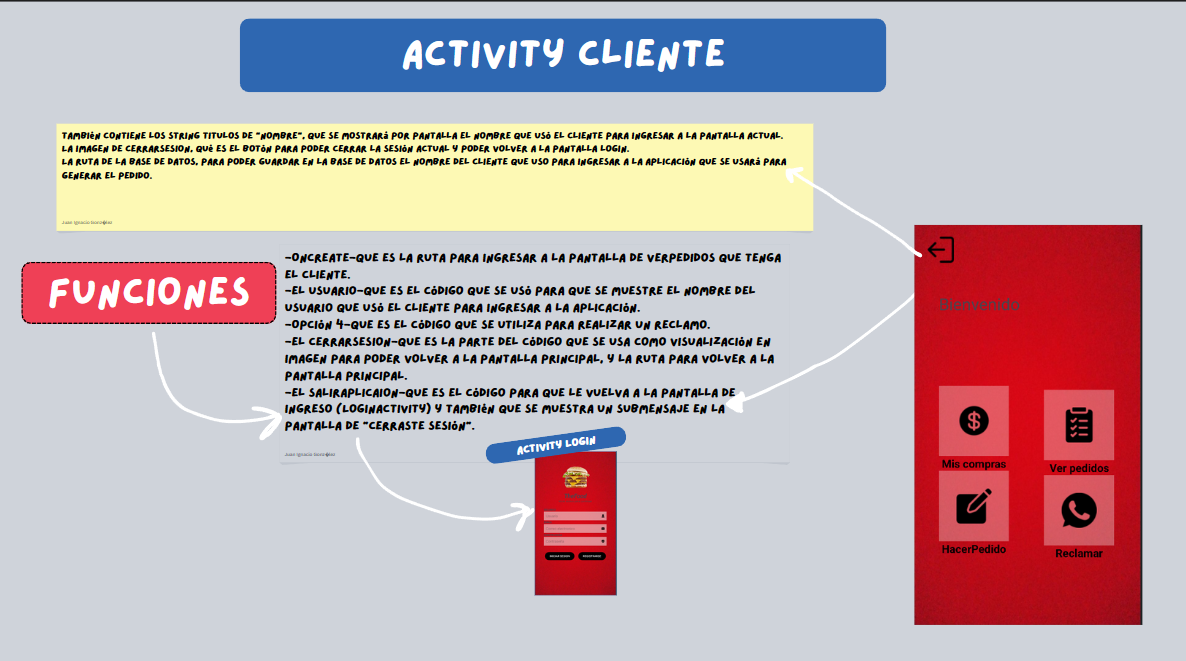 ACTIVITY CLIENTE
TAMBIÉN CONTIENE LOS STRING TITULOS DE "NOMBRE", QUE SE MOSTRARÁ POR PANTALLA EL NOMBRE QUE USÓ EL CLIENTE PARA INGRESAR A LA PANTALLA ACTUAL.
LA IMAGEN DE CERRARSESION, QUÉ ES EL BOTÓN PARA PODER CERRAR LA SESIÓN ACTUAL Y PODER VOLVER A LA PANTALLA LOGIN.
LA RUTA DE LA BASE DE DATOS, PARA PODER GUARDAR EN LA BASE DE DATOS EL NOMBRE DEL CLIENTE QUE USO PARA INGRESAR A LA APLICACIÓN QUE SE USARÁ PARA
GENERAR EL PEDIDO.
Juan Ignacio
FUNCIONES
-ONCREATE-QUE ES LA RUTA PARA INGRESAR A LA PANTALLA DE VERPEDIDOS QUE TENGA
EL CLIENTE.
-EL USUARIO-QUE ES EL CÓDIGO QUE SE USÓ PARA QUE SE MUESTRE EL NOMBRE DEL
USUARIO QUE USÓ EL CLIENTE PARA INGRESAR A LA APLICACIÓN.
-OPCIÓN 4-QUE ES EL CÓDIGO QUE SE UTILIZA PARA REALIZAR UN RECLAMO.
-EL CERRARSESION-QUE ES LA PARTE DEL CÓDIGO QUE SE USA COMO VISUALIZACIÓN EN
IMAGEN PARA PODER VOLVER A LA PANTALLA PRINCIPAL, Y LA RUTA PARA VOLVER A LA
PANTALLA PRINCIPAL.
-EL SALIRAPLICAION-QUE ES EL CÓDIGO PARA QUE LE VUELVA A LA PANTALLA DE
INGRESO (LOGINACTIVITY) Y TAMBIÉN QUE SE MUESTRA UN SUBMENSAJE EN LA
PANTALLA DE "CERRASTE SESIÓN".
Juan Ignacio
ACTIVITY LOGIN
Bienvenido
Mis compras
Ver pedidos
HacerPedido
Reclamar